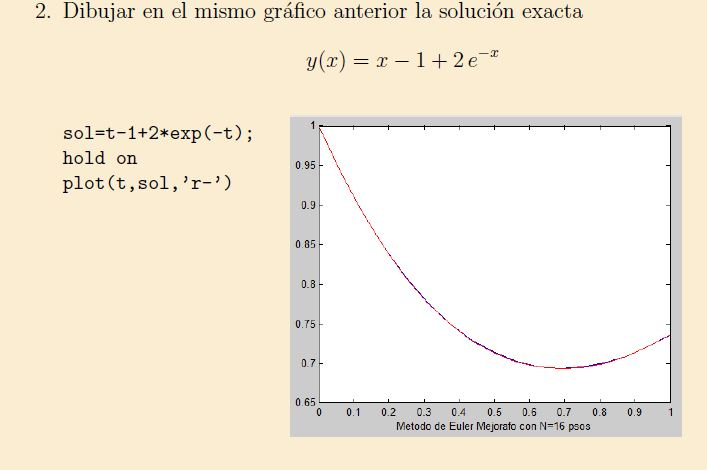 2. Dibujar en el mismo gráfico anterior la solución exacta
y(x) = x − 1 + 2 e^{−x}
sol=t-1+2*exp(-t);
hold on
plot(t,sol,'r-')
1
0.95
0.9
0.85
0.8
0.75
0.7
0.65
0 0.1 0.2 0.3 0.4 0.5 0.6 0.7 0.8 0.9 1
Metodo de Euler Mejorafo con N=16 psos